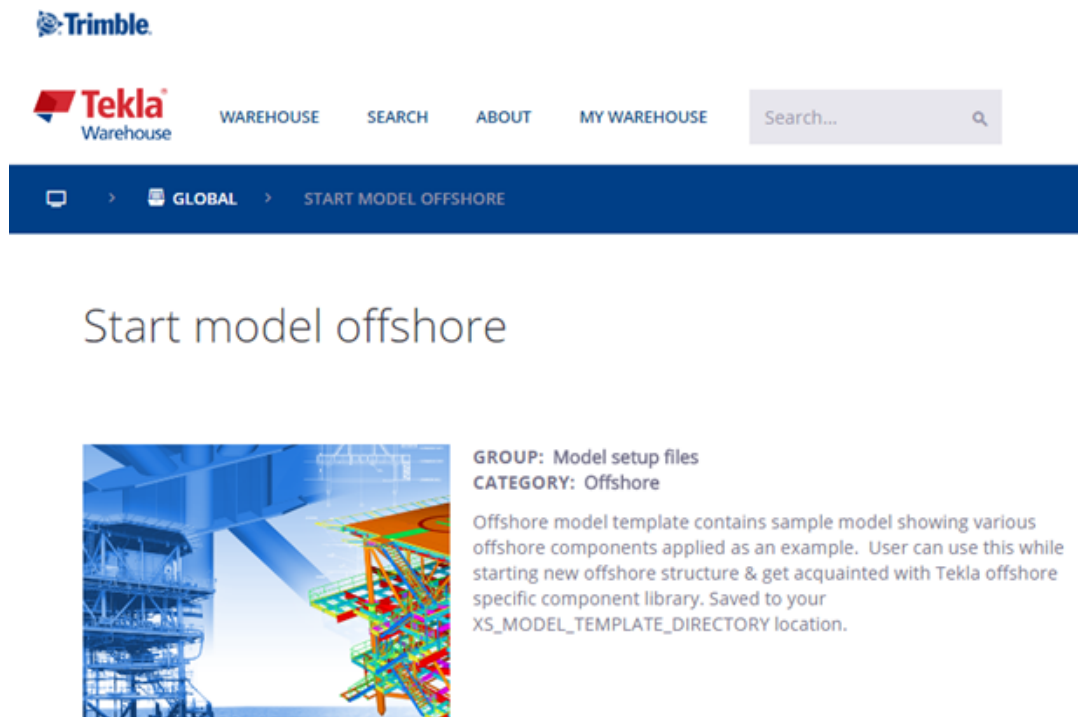 Trimble.
Tekla®
Warehouse
WAREHOUSE SEARCH ABOUT MY WAREHOUSE Search...
> GLOBAL > START MODEL OFFSHORE
Start model offshore
GROUP: Model setup files
CATEGORY: Offshore
Offshore model template contains sample model showing various
offshore components applied as an example. User can use this while
starting new offshore structure & get acquainted with Tekla offshore
specific component library. Saved to your
XS_MODEL_TEMPLATE_DIRECTORY location.